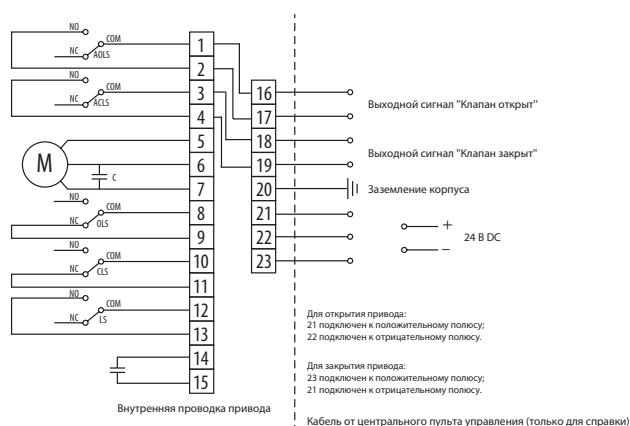 NO
COM
NC
AOLS
NO
COM
NC
ACLS
M
C
NO
COM
NC
OLS
NO
COM
NC
CLS
NO
COM
NC
LS
1
2
3
4
5
6
7
8
9
10
11
12
13
14
15
Внутренняя проводка привода
16
17
18
19
20
21
22
23
Выходной сигнал "Клапан открыт"
Выходной сигнал "Клапан закрыт"
Заземление корпуса
+
24 В DC
–
Для открытия привода:
21 подключен к положительному полюсу;
22 подключен к отрицательному полюсу.
Для закрытия привода:
23 подключен к положительному полюсу;
21 подключен к отрицательному полюсу.
Кабель от центрального пульта управления (только для справки)